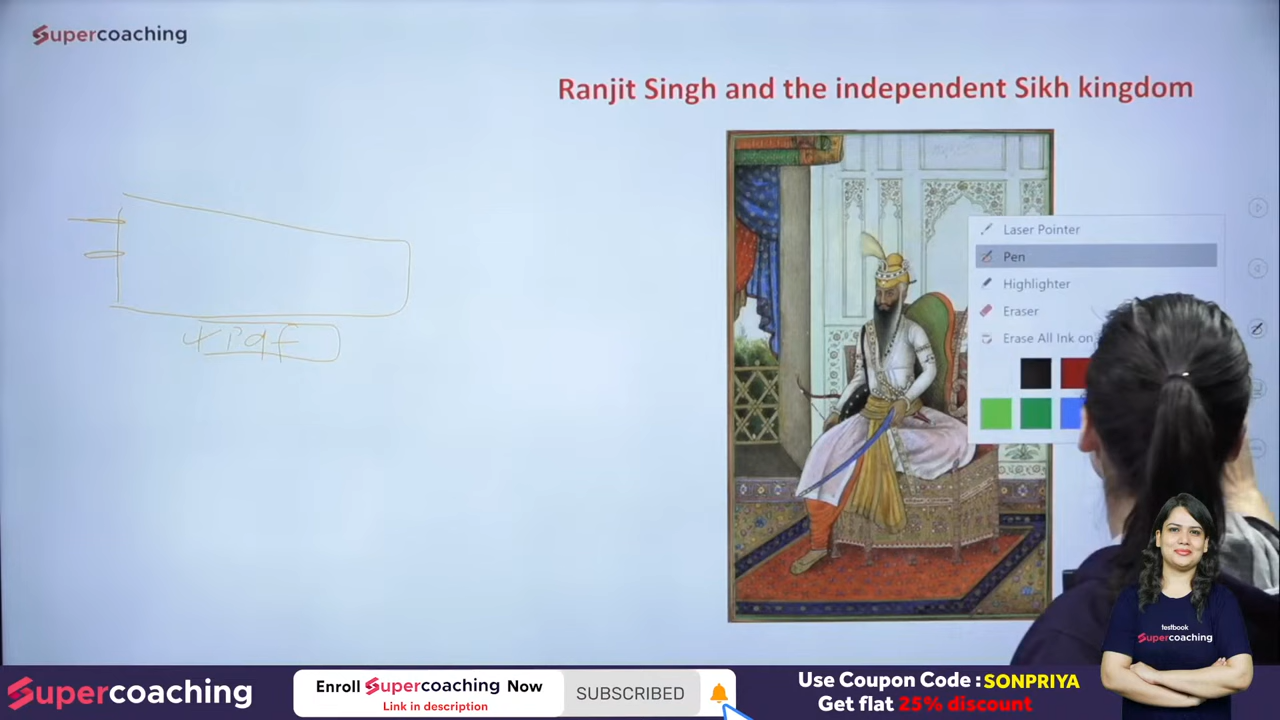 Supercoaching
Ranjit Singh and the independent Sikh kingdom
Laser Pointer
Pen
Highlighter
Eraser
Erase All Ink on
testbook
Supercoaching
Supercoaching
Enroll Supercoaching Now
Link in description
SUBSCRIBED
Use Coupon Code : SONPRIYA
Get flat 25% discount